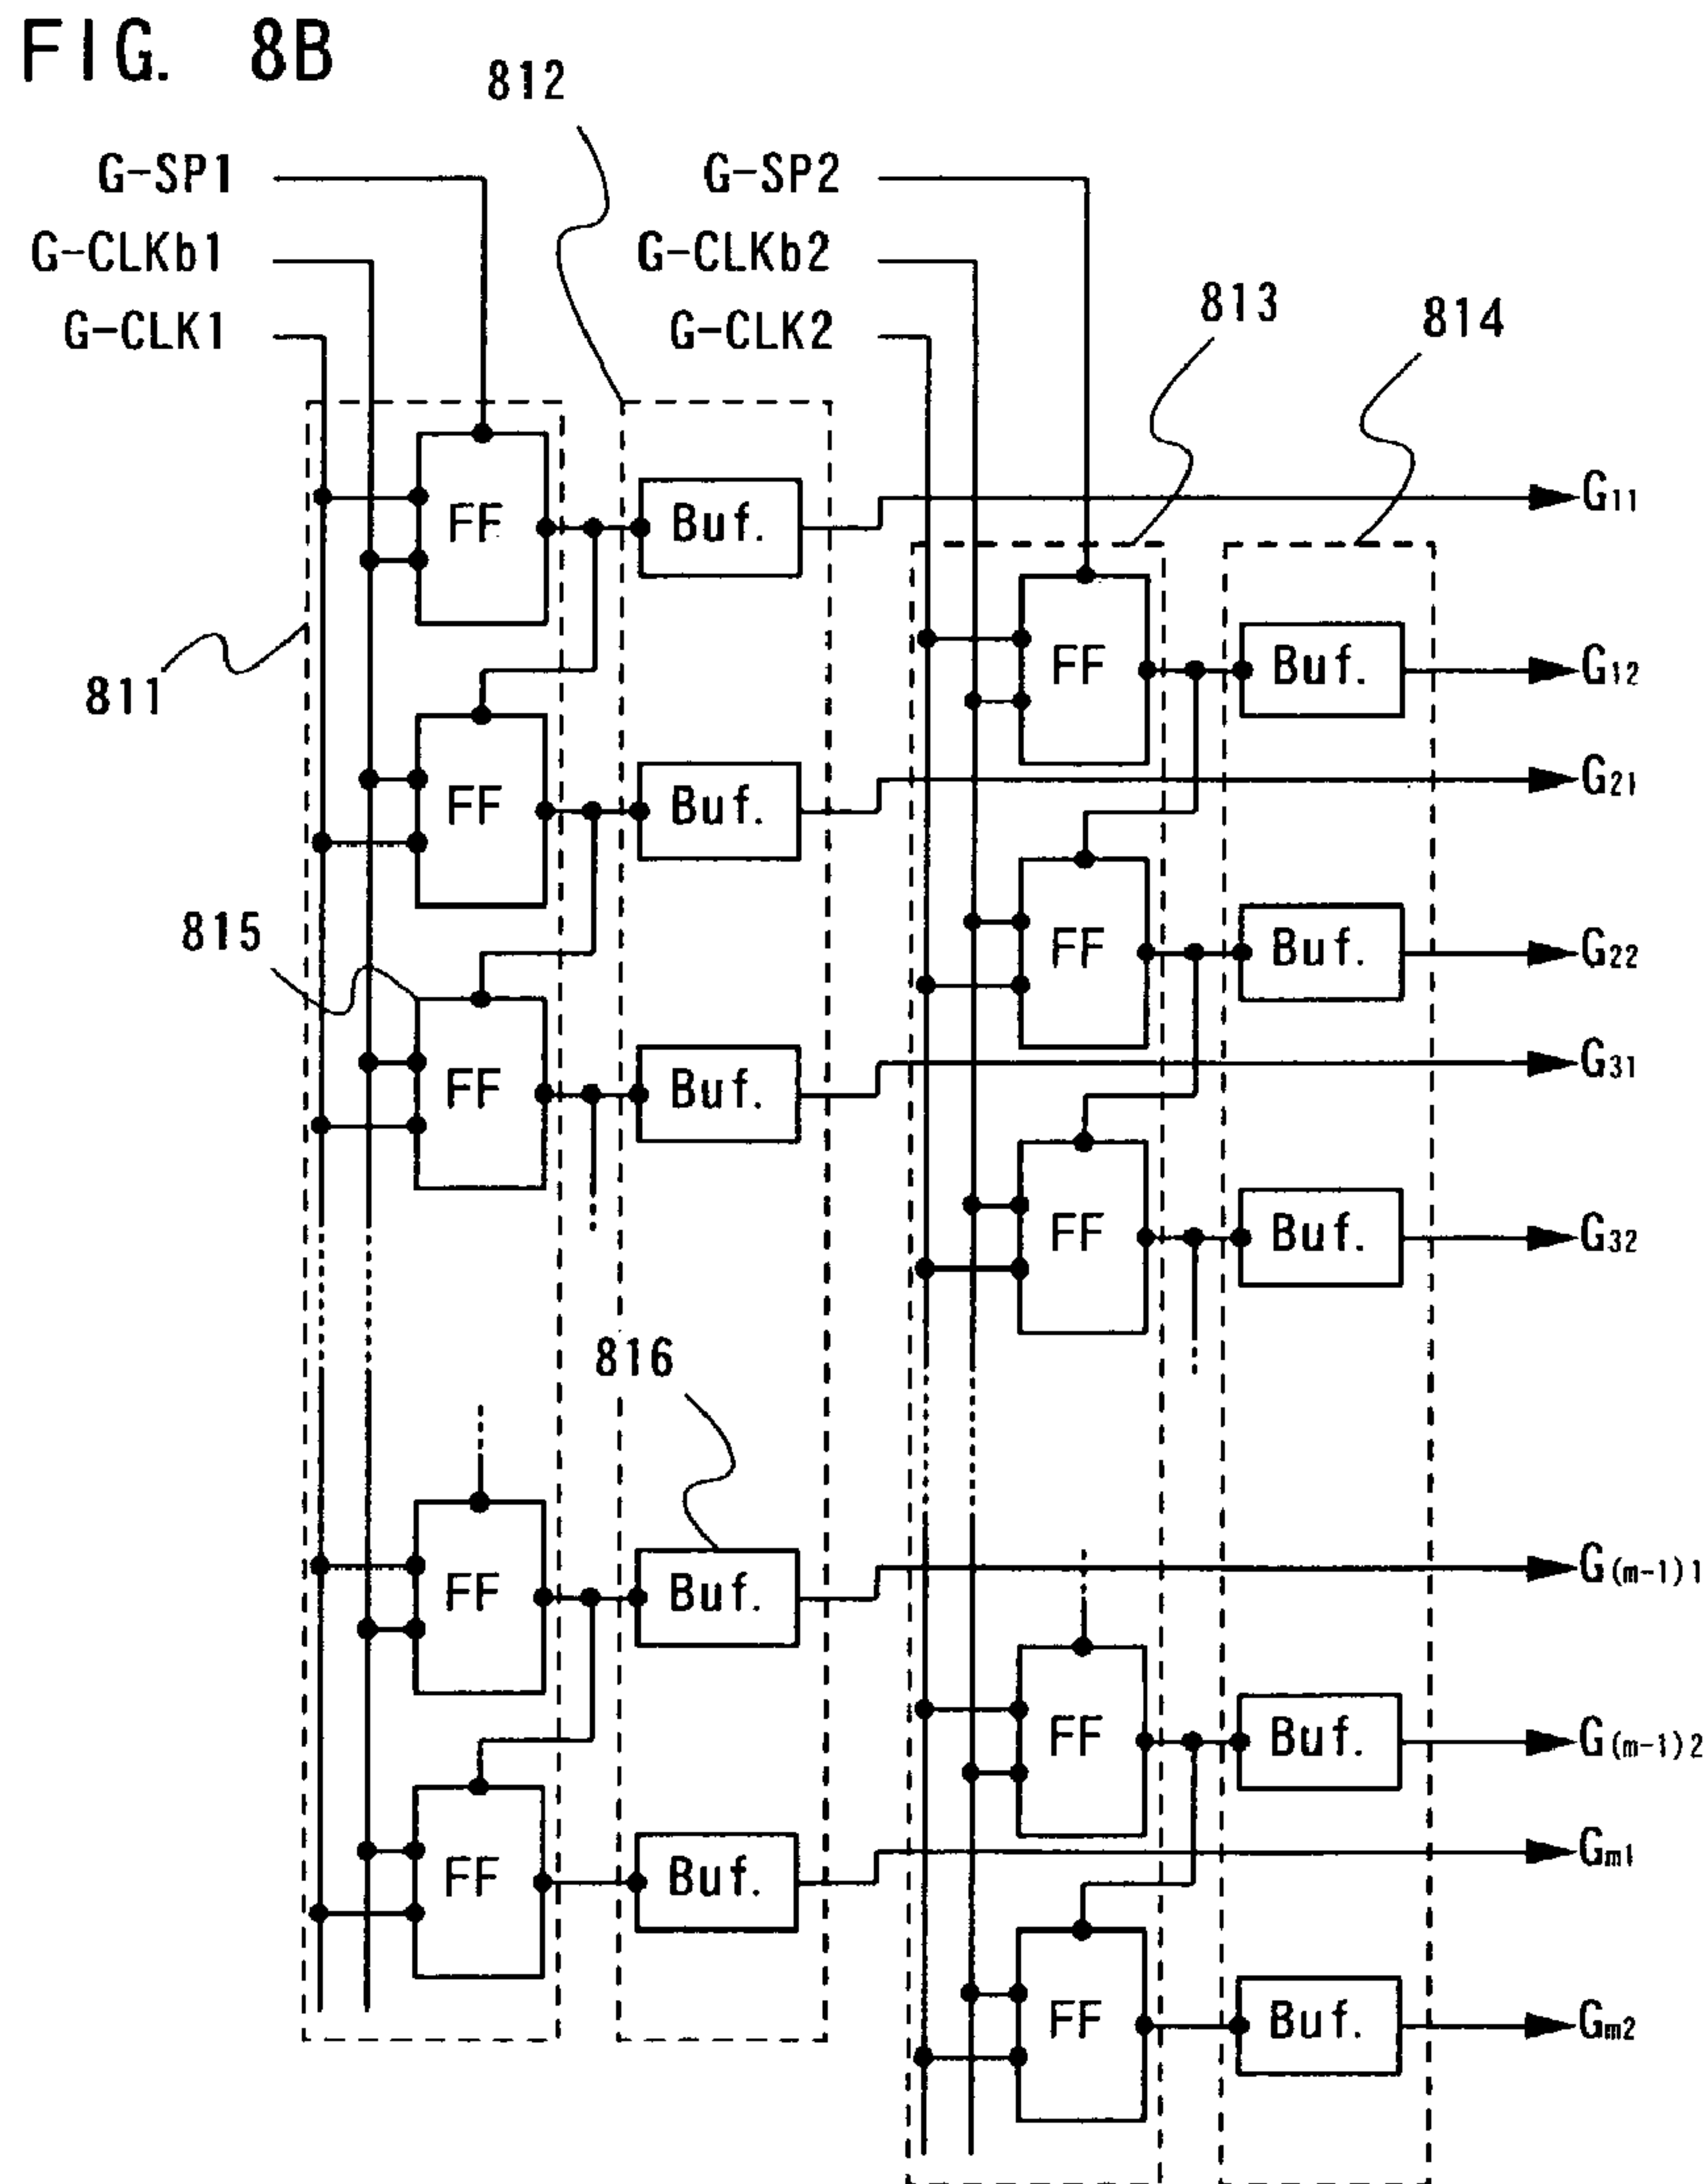 FIG. 8B
812
G-SP1
G-SP2
G-CLKb1
G-CLKb2
G-CLK1
G-CLK2
813
814
FF
Buf.
G11
811
FF
Buf.
G12
FF
Buf.
G21
815
FF
Buf.
G22
FF
Buf.
G31
FF
Buf.
G32
816
FF
Buf.
G(m-1)1
FF
Buf.
G(m-1)2
FF
Buf.
Gm1
FF
Buf.
Gm2